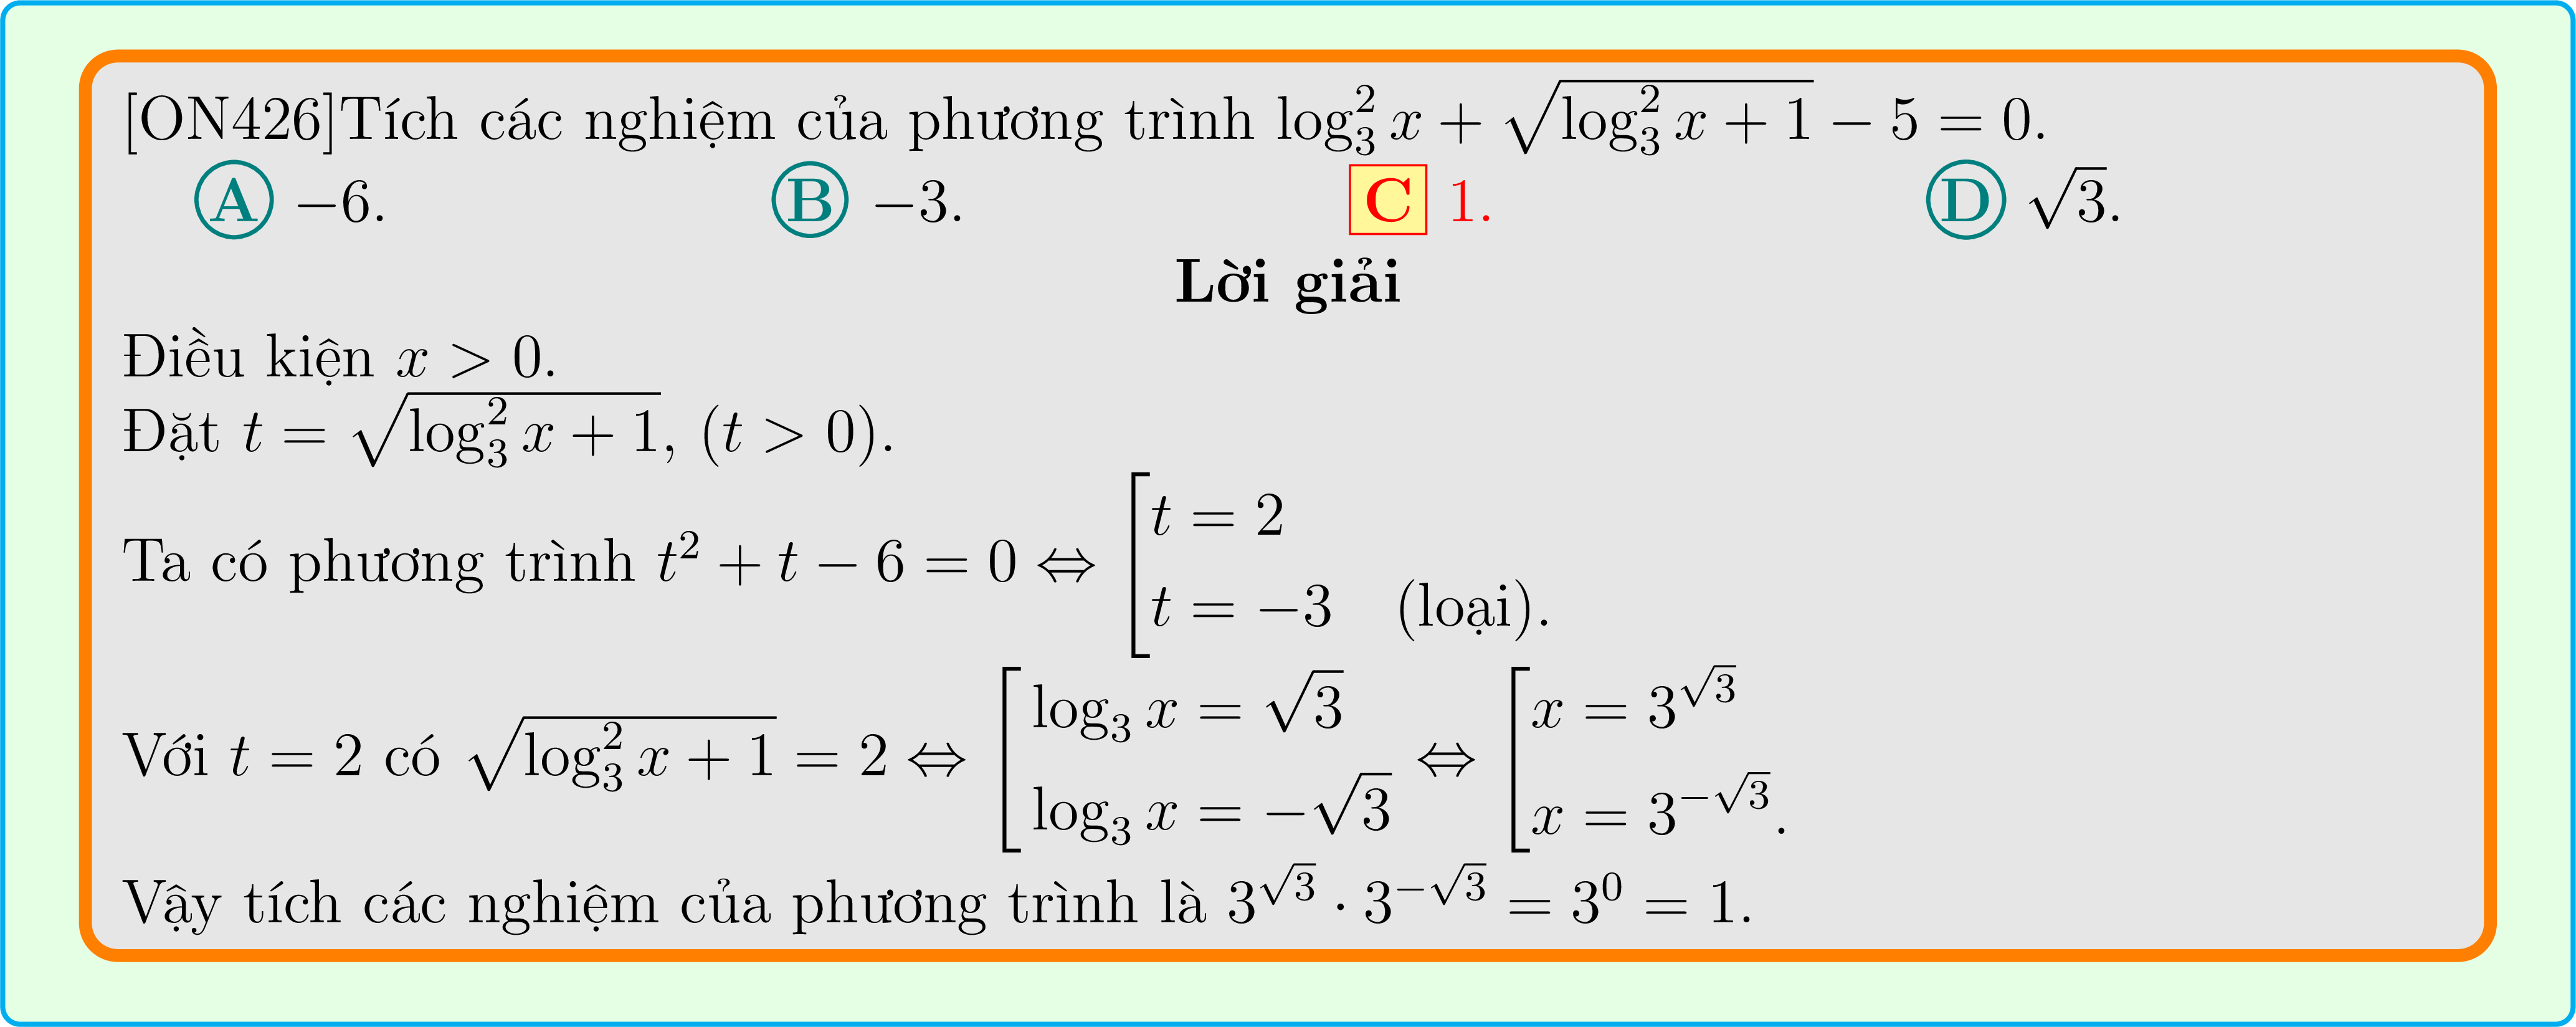 [ON426]Tích các nghiệm của phương trình $\log_3^2 x + \sqrt{\log_3^2 x + 1} - 5 = 0$.
A −6. B −3. C 1. D $\sqrt{3}$.
Lời giải
Điều kiện $x > 0$.
Đặt $t = \sqrt{\log_3^2 x + 1}$, $(t > 0)$.
Ta có phương trình $t^2 + t - 6 = 0 \Leftrightarrow \left[\begin{array}{l} t = 2 \\ t = -3 \quad \text{(loại).} \end{array}\right.$
Với $t = 2$ có $\sqrt{\log_3^2 x + 1} = 2 \Leftrightarrow \left[\begin{array}{l} \log_3 x = \sqrt{3} \\ \log_3 x = -\sqrt{3} \end{array}\right. \Leftrightarrow \left[\begin{array}{l} x = 3^{\sqrt{3}} \\ x = 3^{-\sqrt{3}}. \end{array}\right.$
Vậy tích các nghiệm của phương trình là $3^{\sqrt{3}} \cdot 3^{-\sqrt{3}} = 3^0 = 1$.